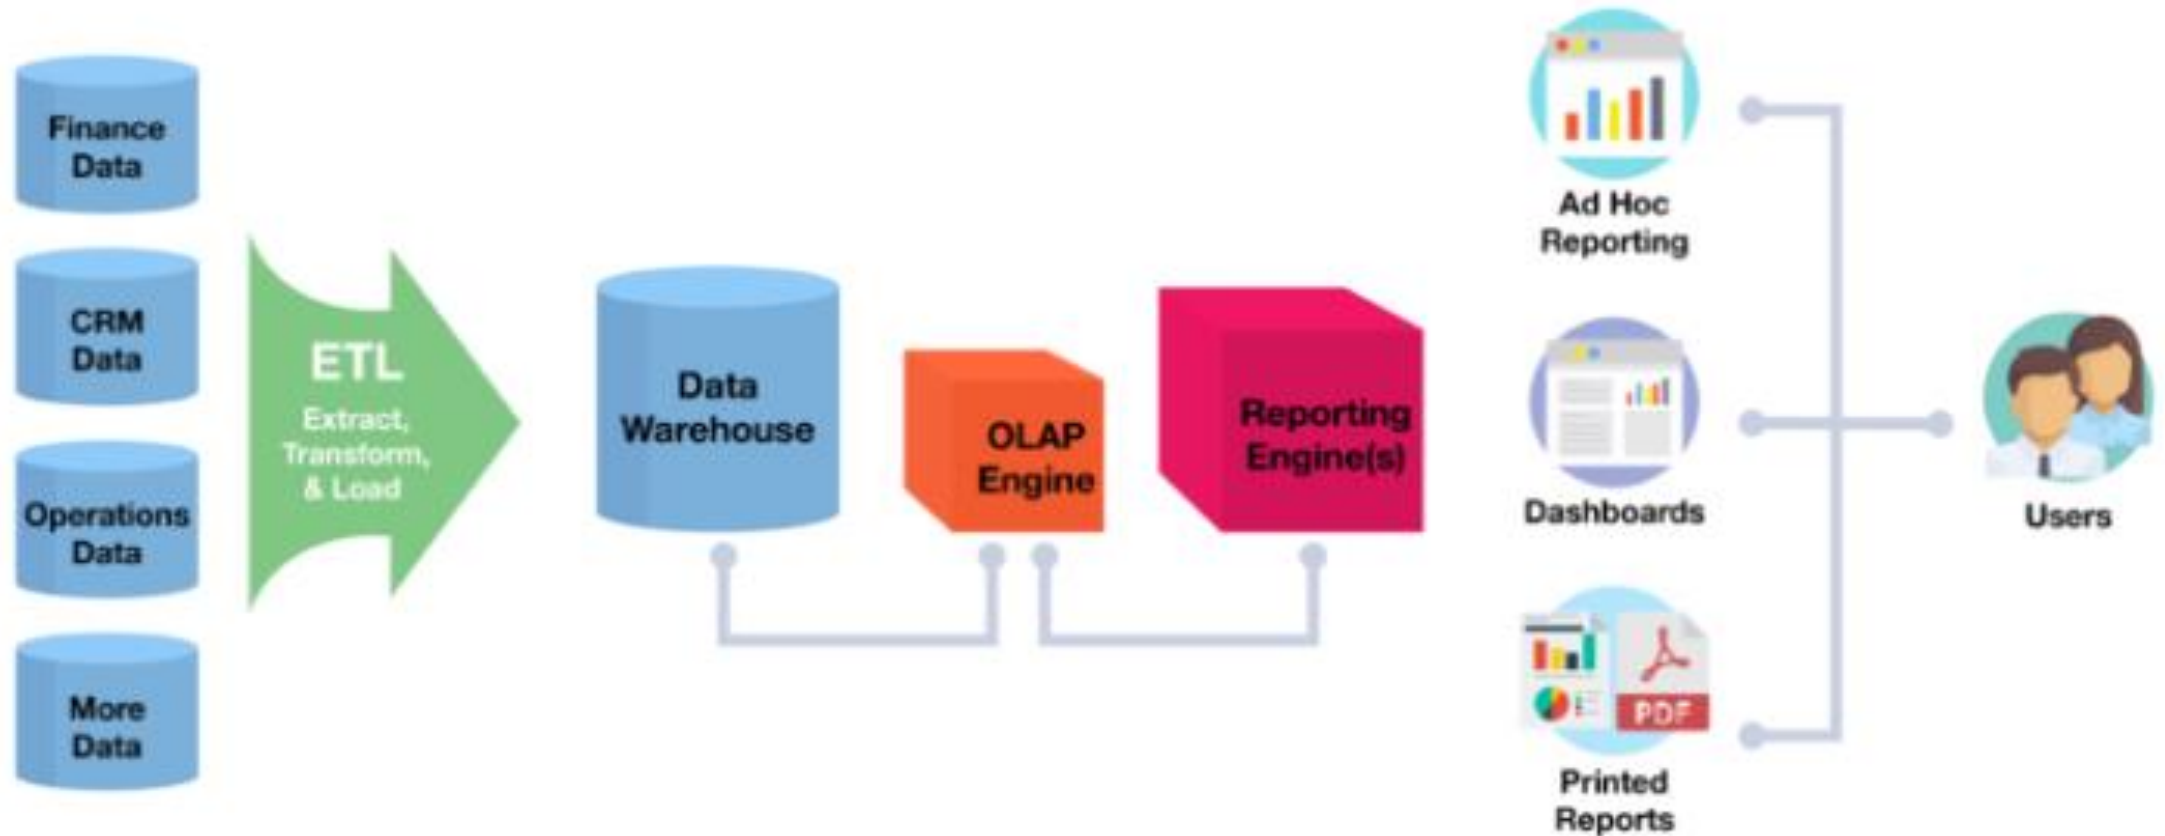 Finance
Data
CRM
Data
Operations
Data
More
Data
ETL
Extract,
Transform,
& Load
Data
Warehouse
OLAP
Engine
Reporting
Engine(s)
Ad Hoc
Reporting
Dashboards
PDF
Printed
Reports
Users